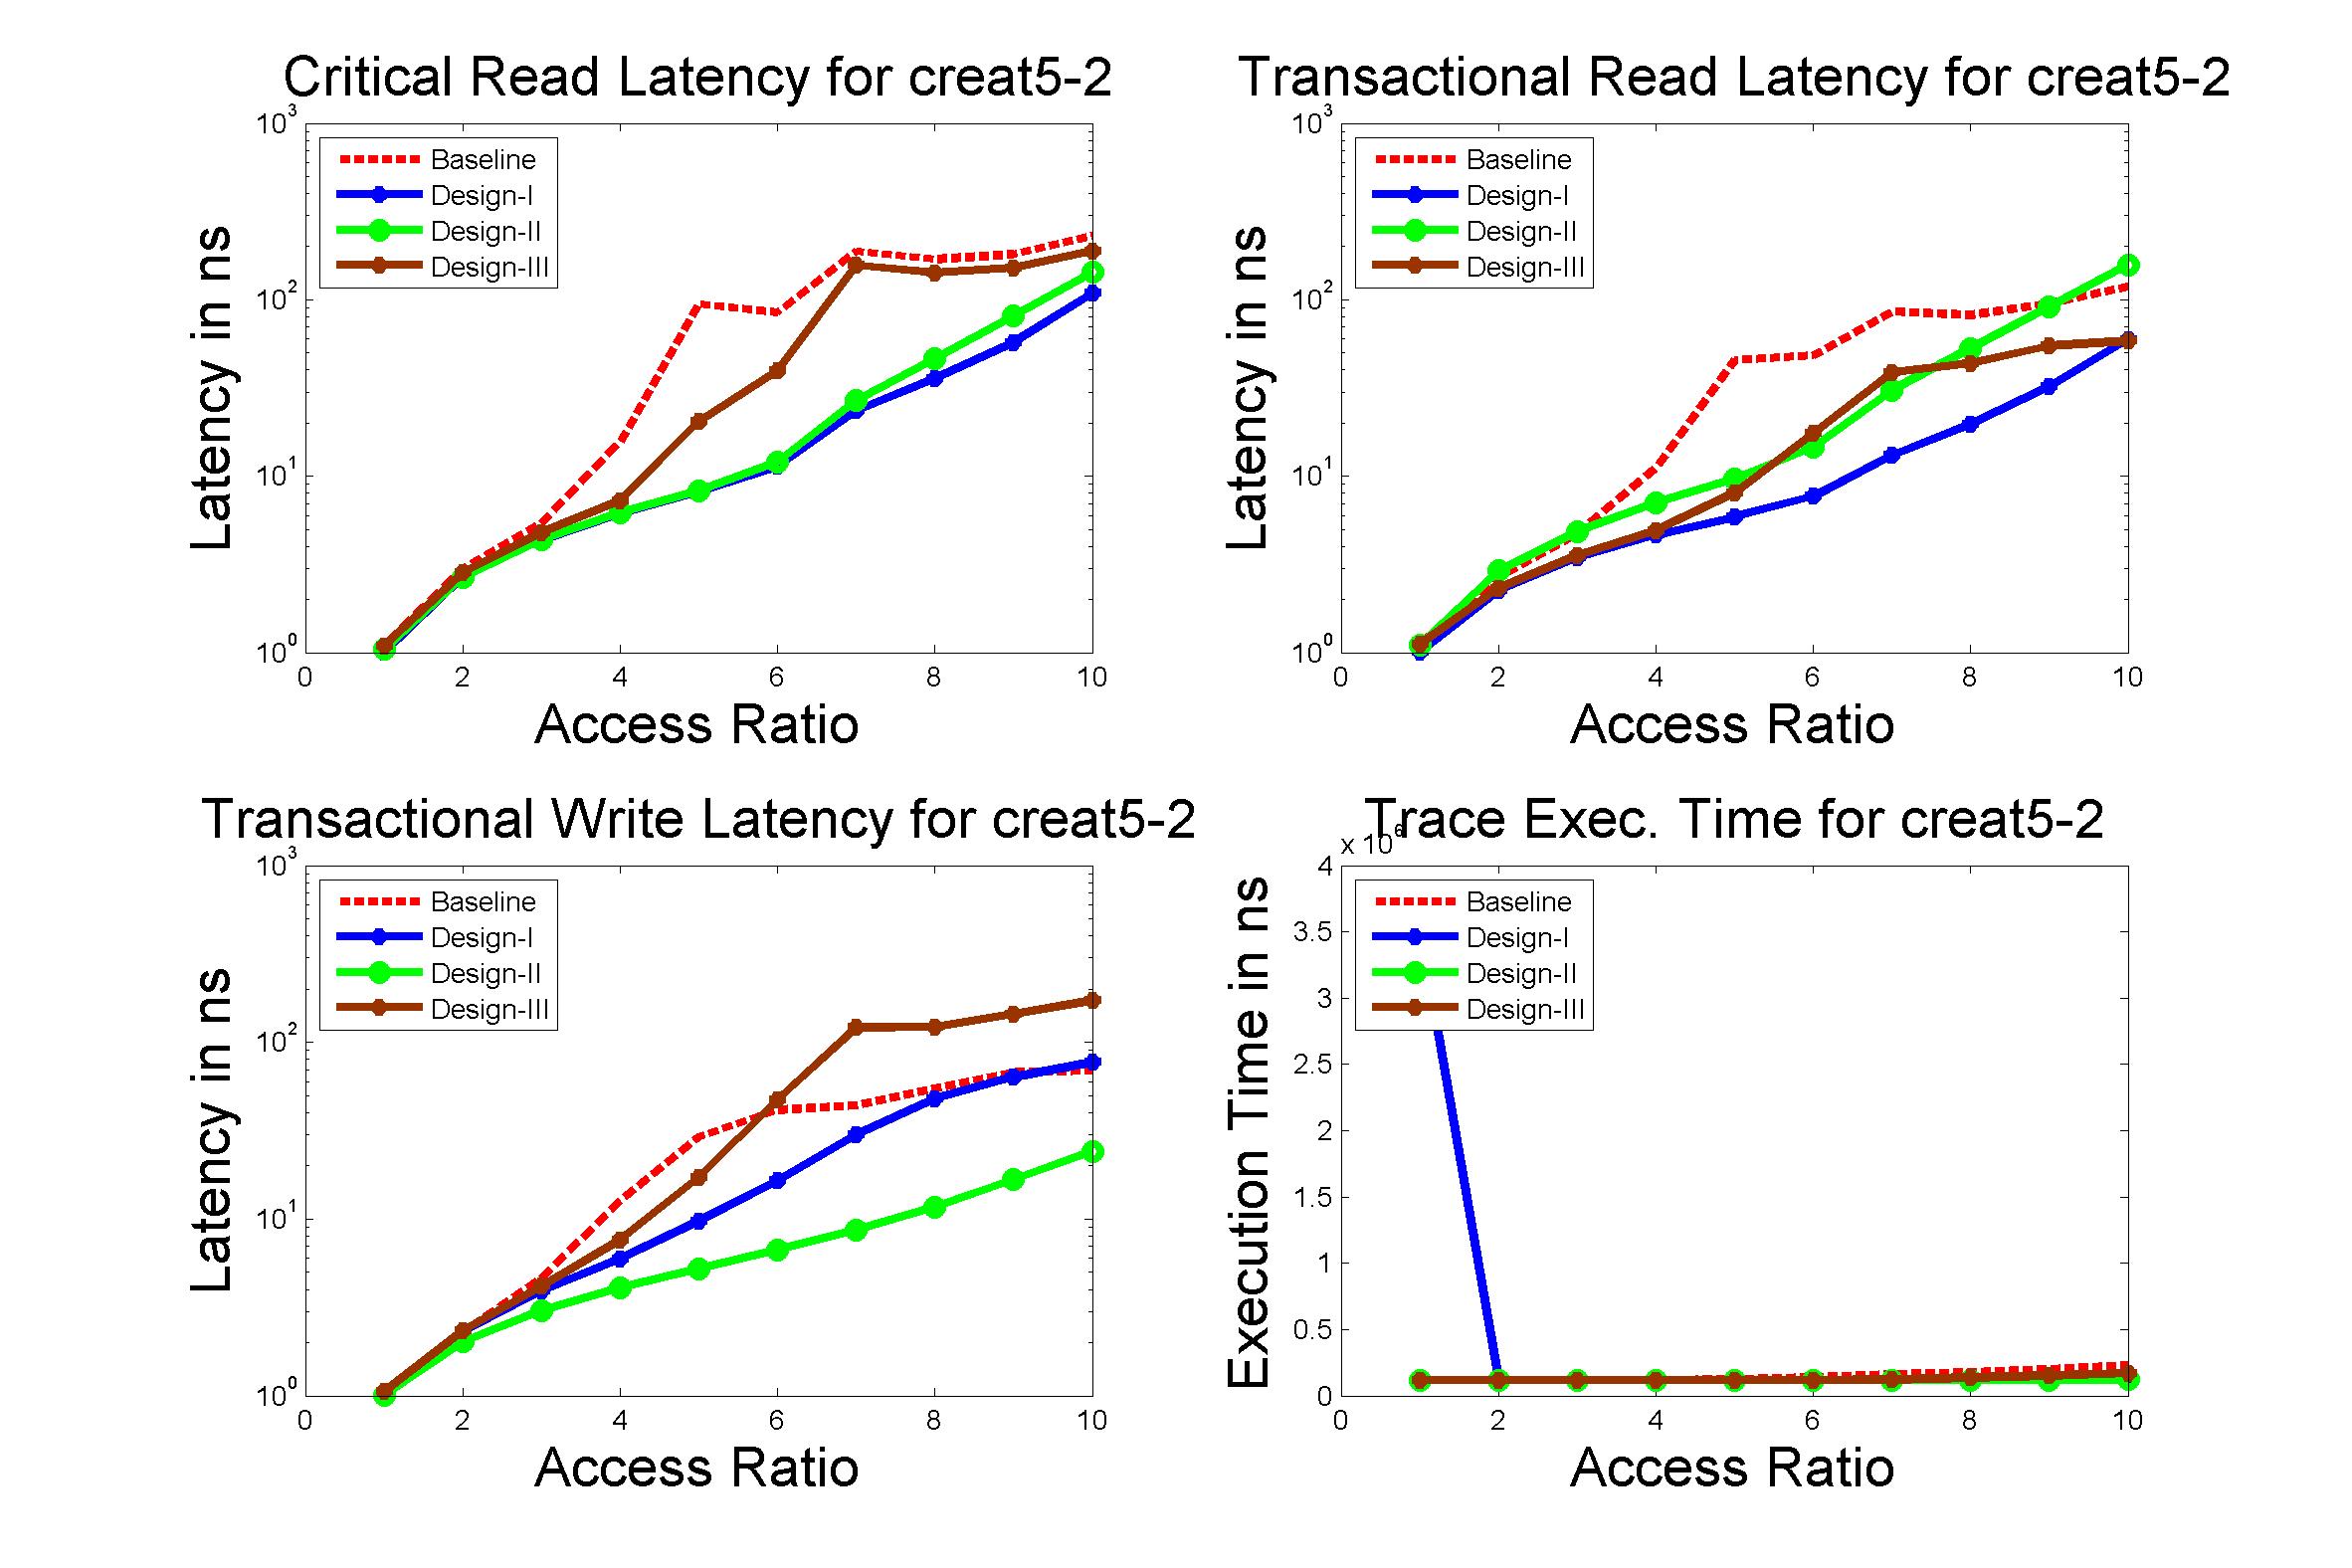 Critical Read Latency for creat5-2
10^3
10^2
10^1
10^0
Latency in ns
Baseline
Design-I
Design-II
Design-III
0 2 4 6 8 10
Access Ratio
Transactional Read Latency for creat5-2
10^3
10^2
10^1
10^0
Latency in ns
Baseline
Design-I
Design-II
Design-III
0 2 4 6 8 10
Access Ratio
Transactional Write Latency for creat5-2
10^3
10^2
10^1
10^0
Latency in ns
Baseline
Design-I
Design-II
Design-III
0 2 4 6 8 10
Access Ratio
Trace Exec. Time for creat5-2
x 10^6
4
3.5
3
2.5
2
1.5
1
0.5
0
Execution Time in ns
Baseline
Design-I
Design-II
Design-III
0 2 4 6 8 10
Access Ratio